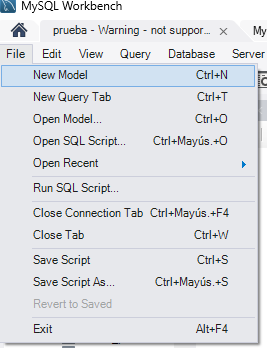 MySQL Workbench
prueba - Warning - not suppor... × My
File Edit View Query Database Server
New Model Ctrl+N
New Query Tab Ctrl+T
Open Model... Ctrl+O
Open SQL Script... Ctrl+Mayús.+O
Open Recent
Run SQL Script...
Close Connection Tab Ctrl+Mayús.+F4
Close Tab Ctrl+W
Save Script Ctrl+S
Save Script As... Ctrl+Mayús.+S
Revert to Saved
Exit Alt+F4